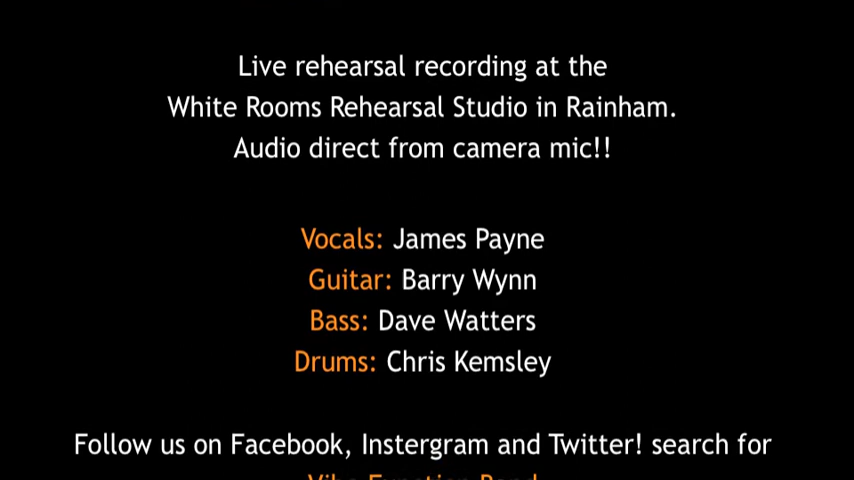 Live rehearsal recording at the
White Rooms Rehearsal Studio in Rainham.
Audio direct from camera mic!!
Vocals: James Payne
Guitar: Barry Wynn
Bass: Dave Watters
Drums: Chris Kemsley
Follow us on Facebook, Instergram and Twitter! search for